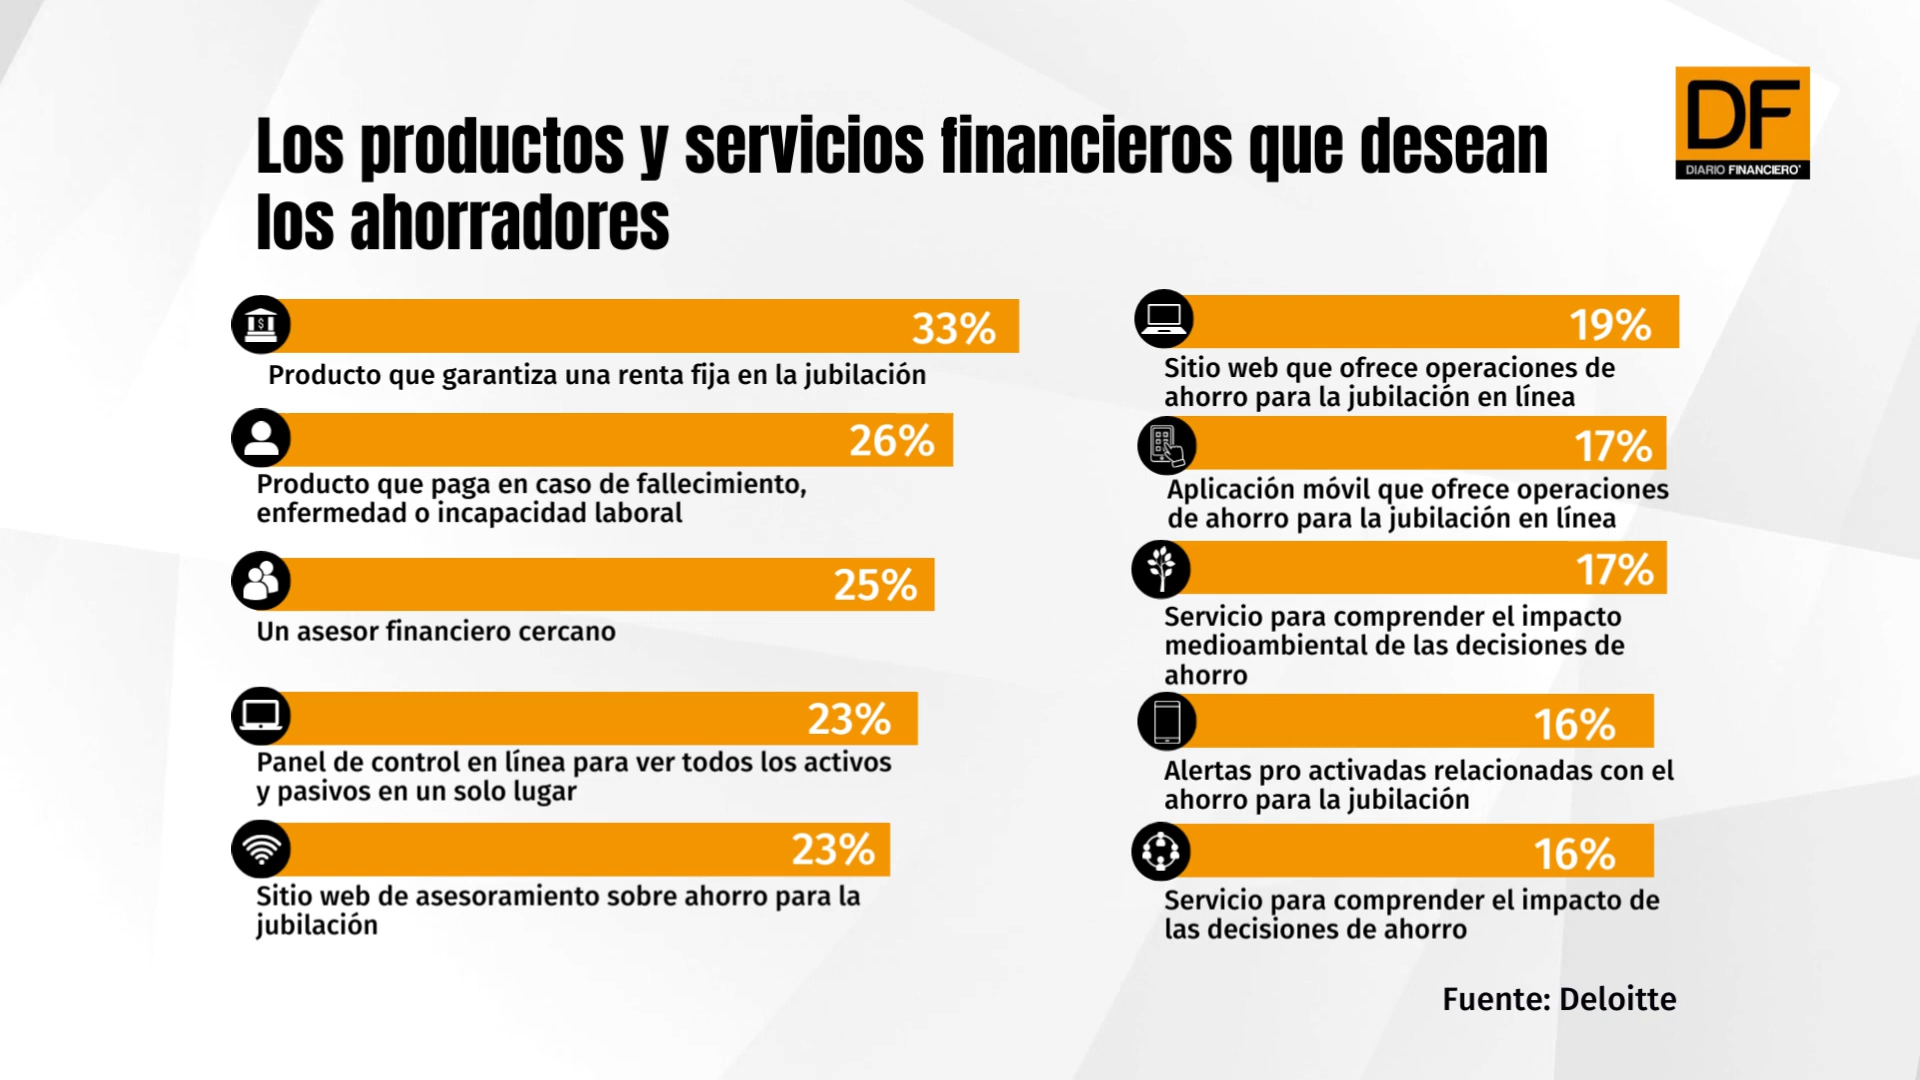 Los productos y servicios financieros que desean
los ahorradores
DF
DIARIO FINANCIERO
33%
Producto que garantiza una renta fija en la jubilación
26%
Producto que paga en caso de fallecimiento,
enfermedad o incapacidad laboral
25%
Un asesor financiero cercano
23%
Panel de control en línea para ver todos los activos
y pasivos en un solo lugar
23%
Sitio web de asesoramiento sobre ahorro para la
jubilación
19%
Sitio web que ofrece operaciones de
ahorro para la jubilación en línea
17%
Aplicación móvil que ofrece operaciones
de ahorro para la jubilación en línea
17%
Servicio para comprender el impacto
medioambiental de las decisiones de
ahorro
16%
Alertas pro activadas relacionadas con el
ahorro para la jubilación
16%
Servicio para comprender el impacto de
las decisiones de ahorro
Fuente: Deloitte